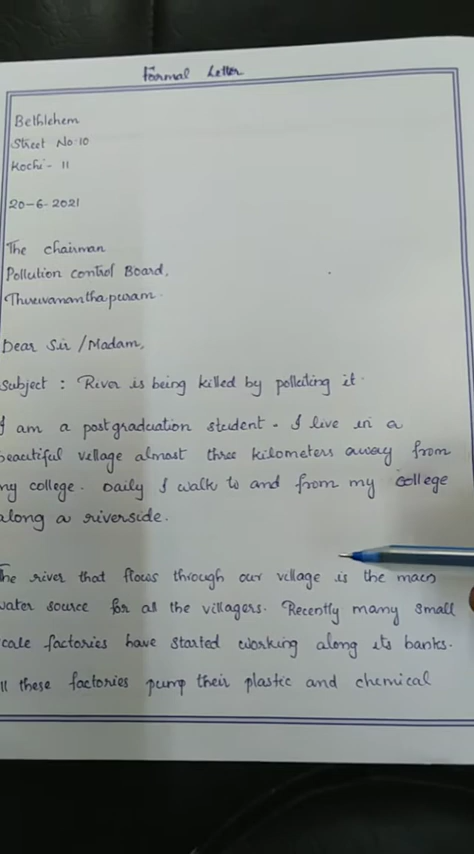 Formal Letter
Bethlehem
Street No.10
Kochi - 11
20-6-2021
The chairman
Pollution control Board,
Thiruvananthapuram.
Dear Sir/Madam,
Subject : River is being killed by polluting it.
I am a postgraduation student. I live in a
beautiful village almost three kilometers away from
my college. Daily I walk to and from my college
along a riverside.
The river that flows through our village is the main
water source for all the villagers. Recently many small
scale factories have started working along its banks.
All these factories pump their plastic and chemical